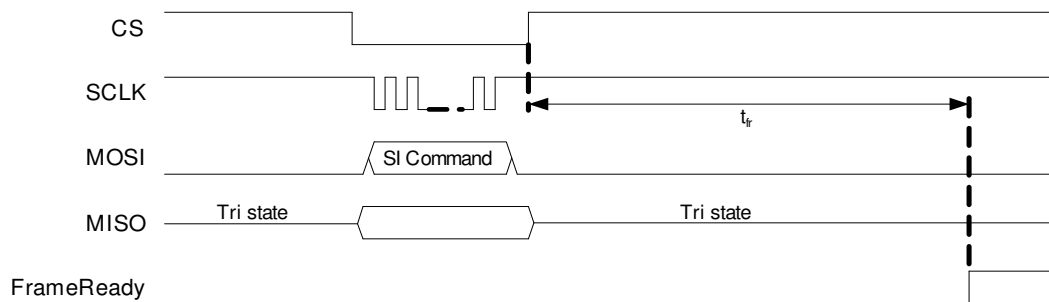 CS
SCLK
t_fr
MOSI
SI Command
MISO
Tri state
Tri state
FrameReady